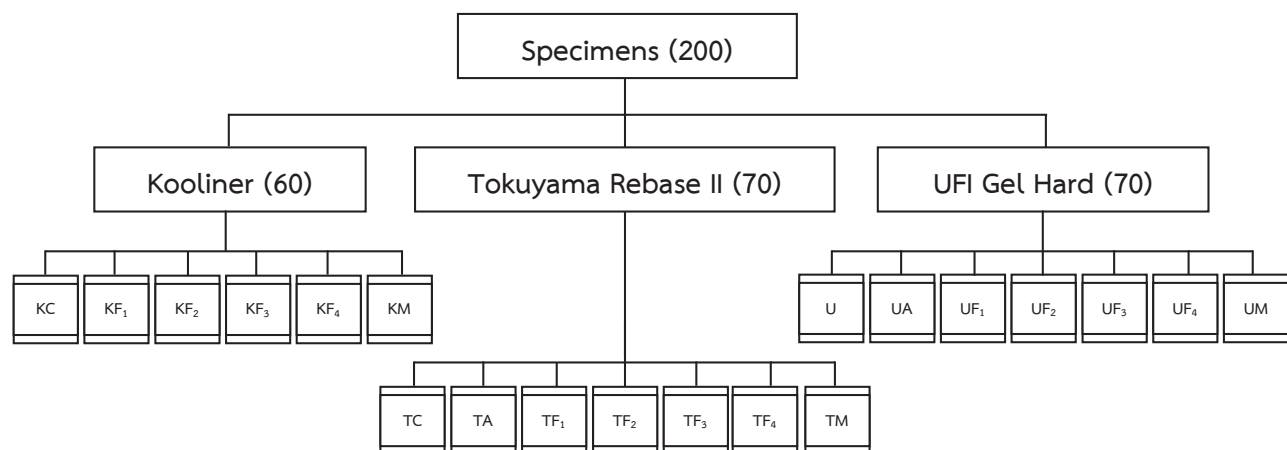 Specimens (200)
Kooliner (60)
Tokuyama Rebase II (70)
UFI Gel Hard (70)
KC
KF₁
KF₂
KF₃
KF₄
KM
U
UA
UF₁
UF₂
UF₃
UF₄
UM
TC
TA
TF₁
TF₂
TF₃
TF₄
TM